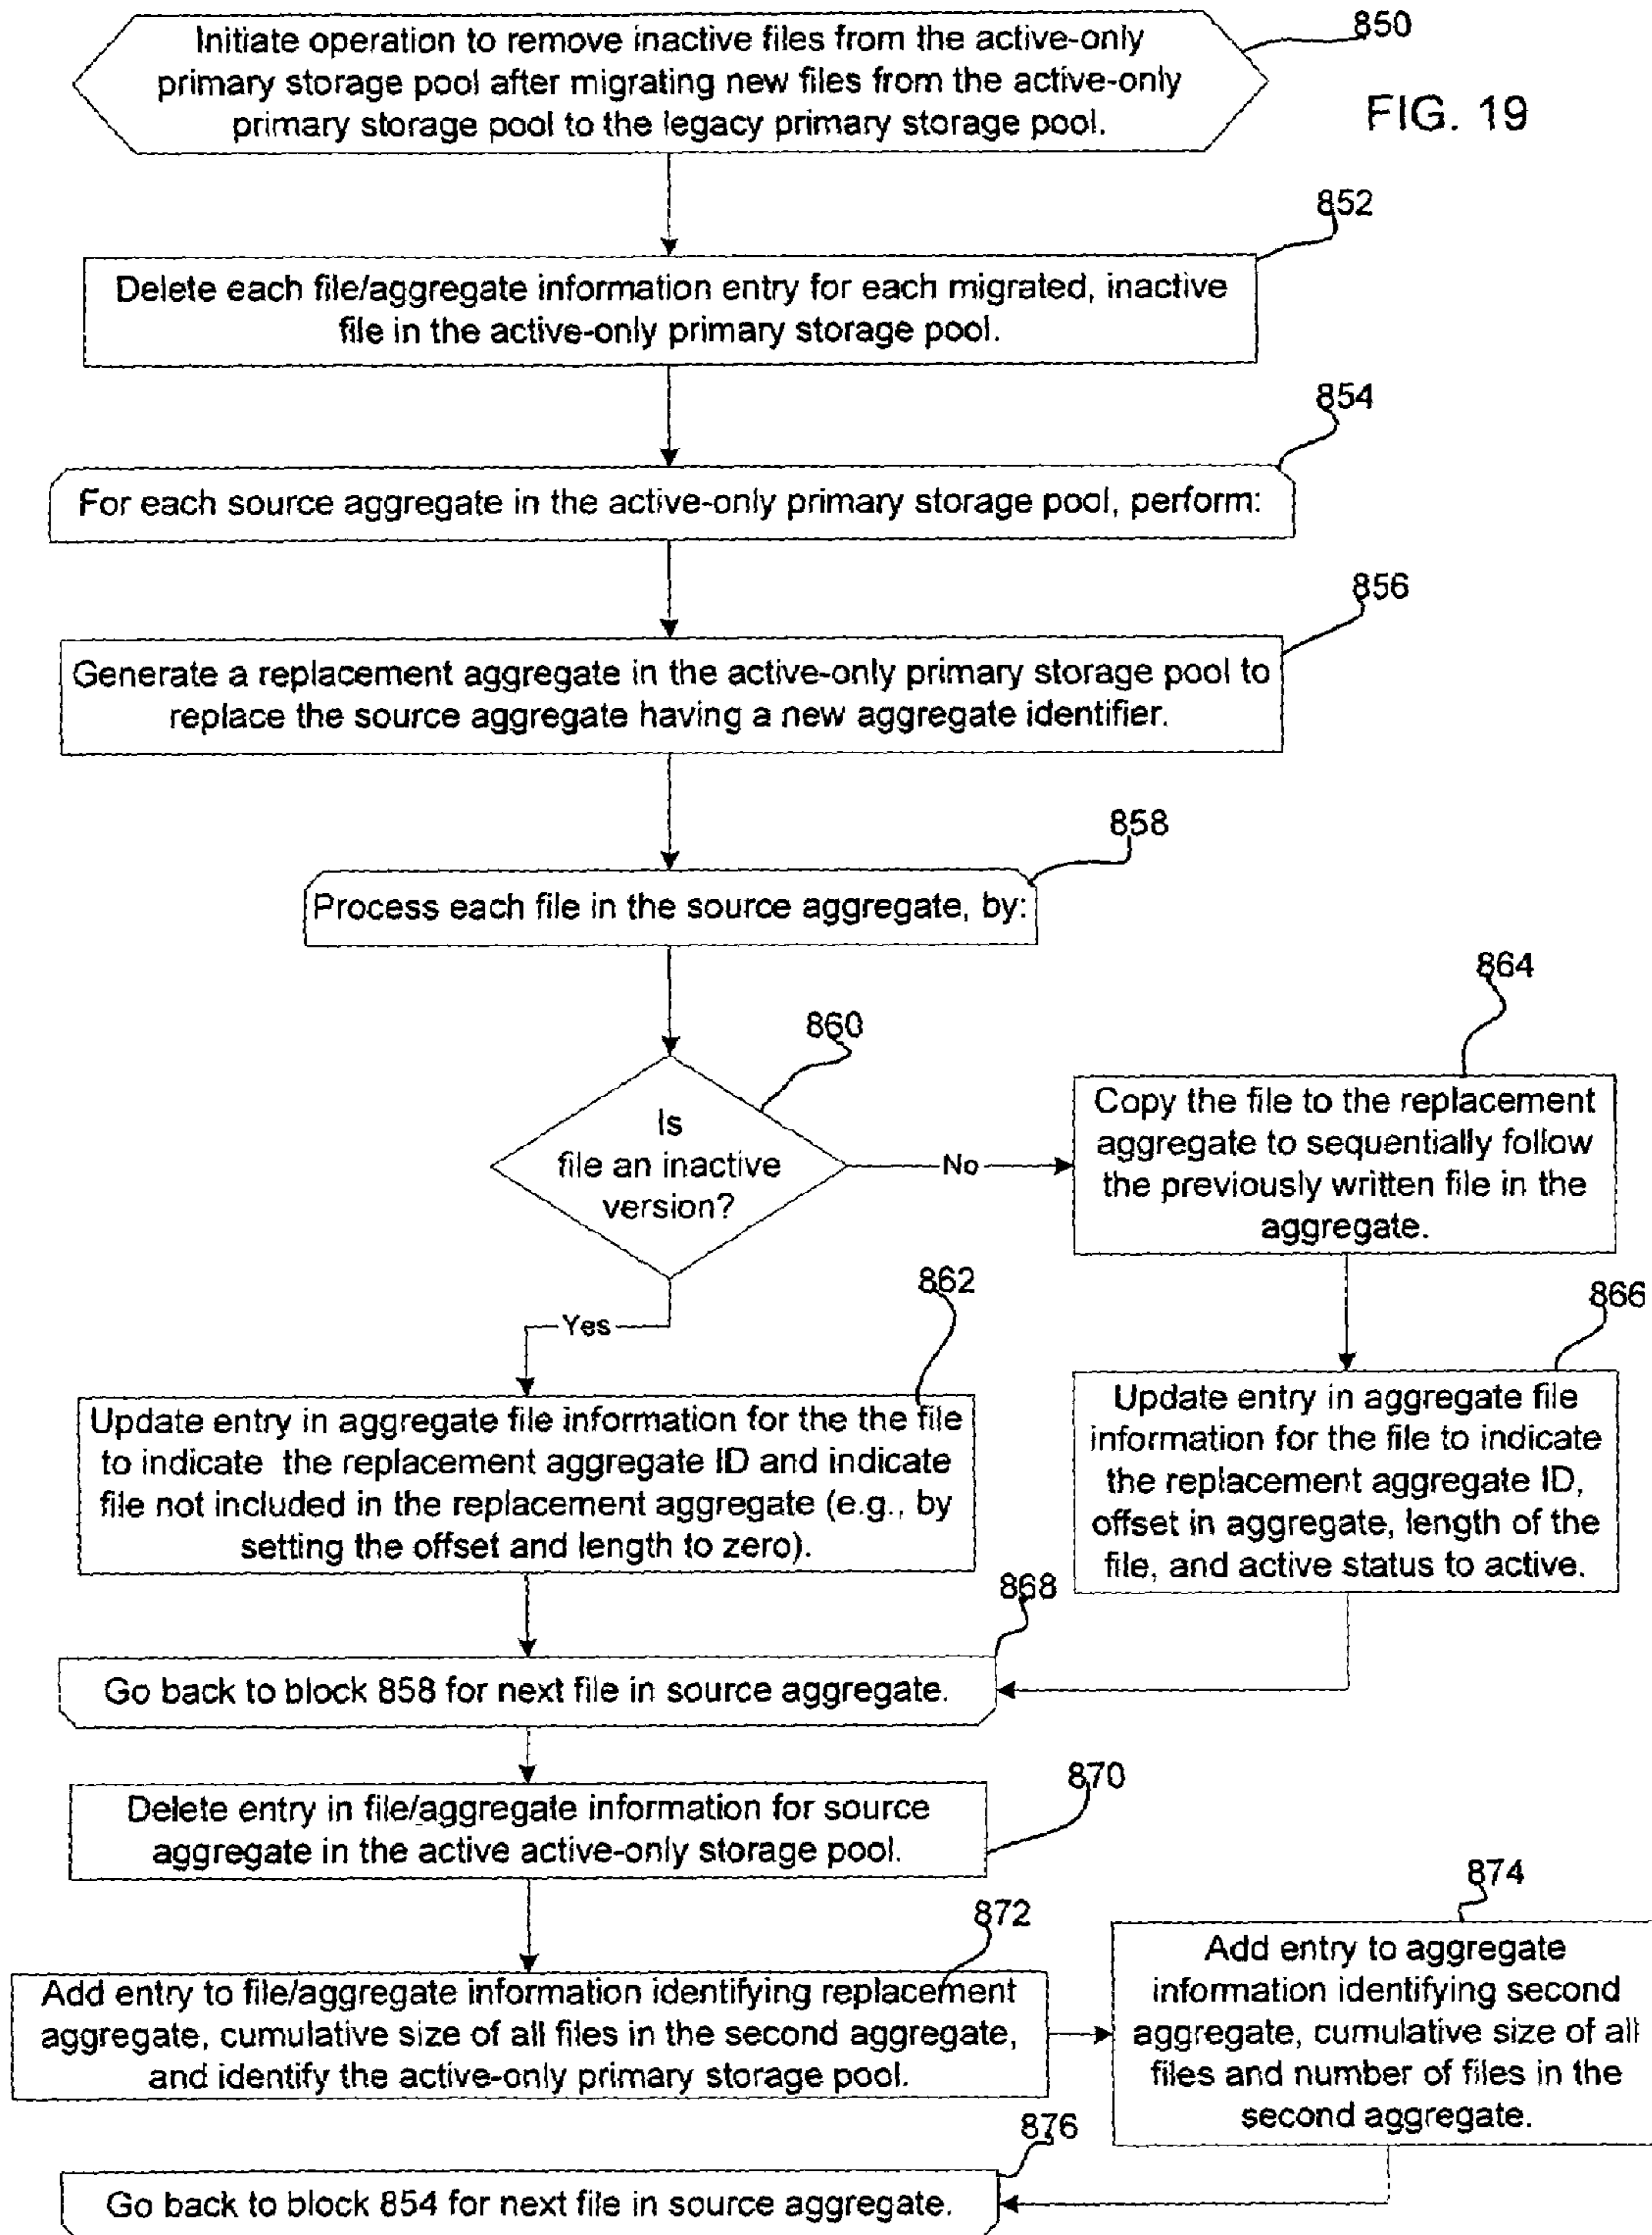 850
Initiate operation to remove inactive files from the active-only
primary storage pool after migrating new files from the active-only
primary storage pool to the legacy primary storage pool.
FIG. 19
852
Delete each file/aggregate information entry for each migrated, inactive
file in the active-only primary storage pool.
854
For each source aggregate in the active-only primary storage pool, perform:
856
Generate a replacement aggregate in the active-only primary storage pool to
replace the source aggregate having a new aggregate identifier.
858
Process each file in the source aggregate, by:
860
Is
file an inactive
version?
No
Yes
864
Copy the file to the replacement
aggregate to sequentially follow
the previously written file in the
aggregate.
862
Update entry in aggregate file information for the the file
to indicate the replacement aggregate ID and indicate
file not included in the replacement aggregate (e.g., by
setting the offset and length to zero).
866
Update entry in aggregate file
information for the file to indicate
the replacement aggregate ID,
offset in aggregate, length of the
file, and active status to active.
868
Go back to block 858 for next file in source aggregate.
870
Delete entry in file/aggregate information for source
aggregate in the active active-only storage pool.
872
Add entry to file/aggregate information identifying replacement
aggregate, cumulative size of all files in the second aggregate,
and identify the active-only primary storage pool.
874
Add entry to aggregate
information identifying second
aggregate, cumulative size of all
files and number of files in the
second aggregate.
876
Go back to block 854 for next file in source aggregate.